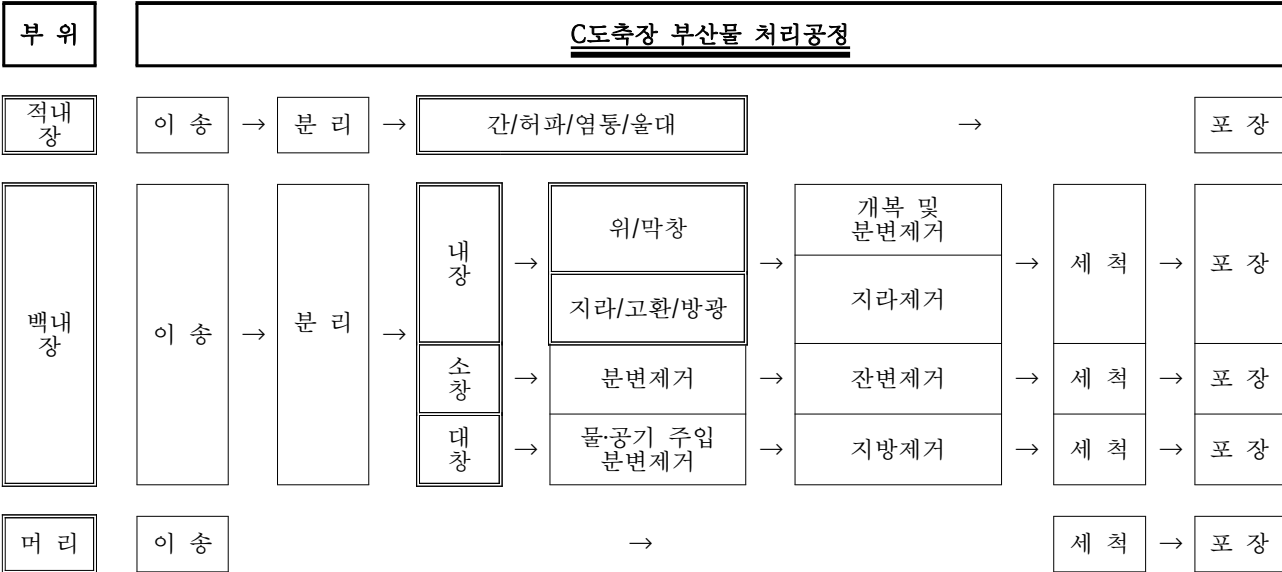 부 위
C도축장 부산물 처리공정
적내
장
이 송 → 분 리 → 간/허파/염통/울대 → 포 장
백내
장
이 송
→
분 리
→
내
장
→
위/막창
지라/고환/방광
→
개복 및
분변제거
지라제거
→
세 척
→
포 장
소
창
→
분변제거
→
잔변제거
→
세 척
→
포 장
대
창
→
물·공기 주입
분변제거
→
지방제거
→
세 척
→
포 장
머 리
이 송 → 세 척 → 포 장